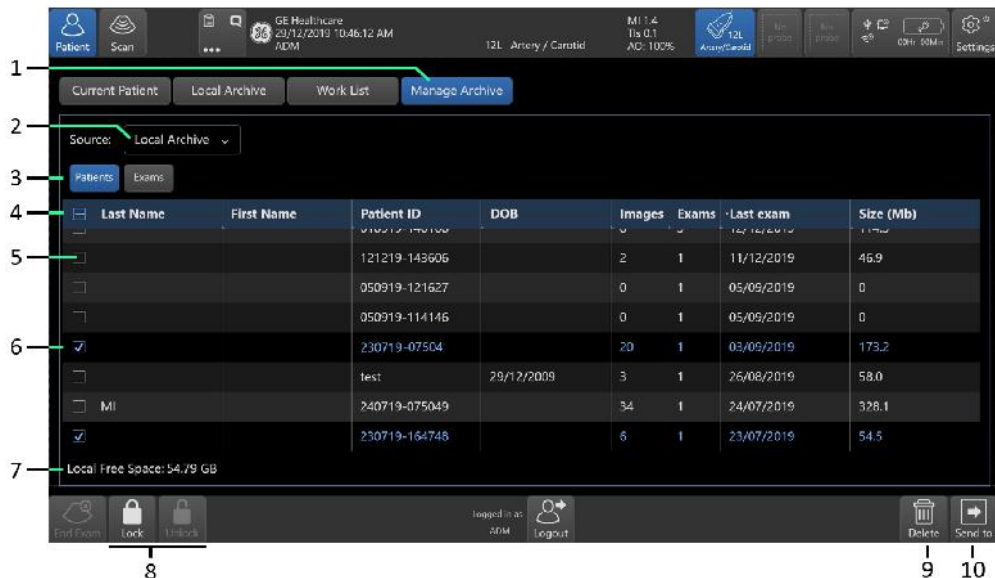 GE Healthcare
29/12/2019 10:46:12 AM
ADM
12L Artery / Carotid
MI 1.4
TIs 0.1
AO: 100%
12L
Artery/Carotid
No probe
No probe
00Hr 00Min
Patient
Scan
Settings
1
Current Patient
Local Archive
Work List
Manage Archive
2
Source: Local Archive
3
Patients
Exams
4
Last Name First Name Patient ID DOB Images Exams Last exam Size (Mb)
5
121219-143606 2 1 11/12/2019 46.9
050919-121627 0 1 05/09/2019 0
050919-114146 0 1 05/09/2019 0
6
230719-07504 20 1 03/09/2019 173.2
test 29/12/2009 3 1 26/08/2019 58.0
MI 240719-075049 34 1 24/07/2019 328.1
230719-164748 6 1 23/07/2019 54.5
7
Local Free Space: 54.79 GB
End Exam
Lock
Unlock
logged in as
ADM
Logout
Delete
Send to
8
9
10